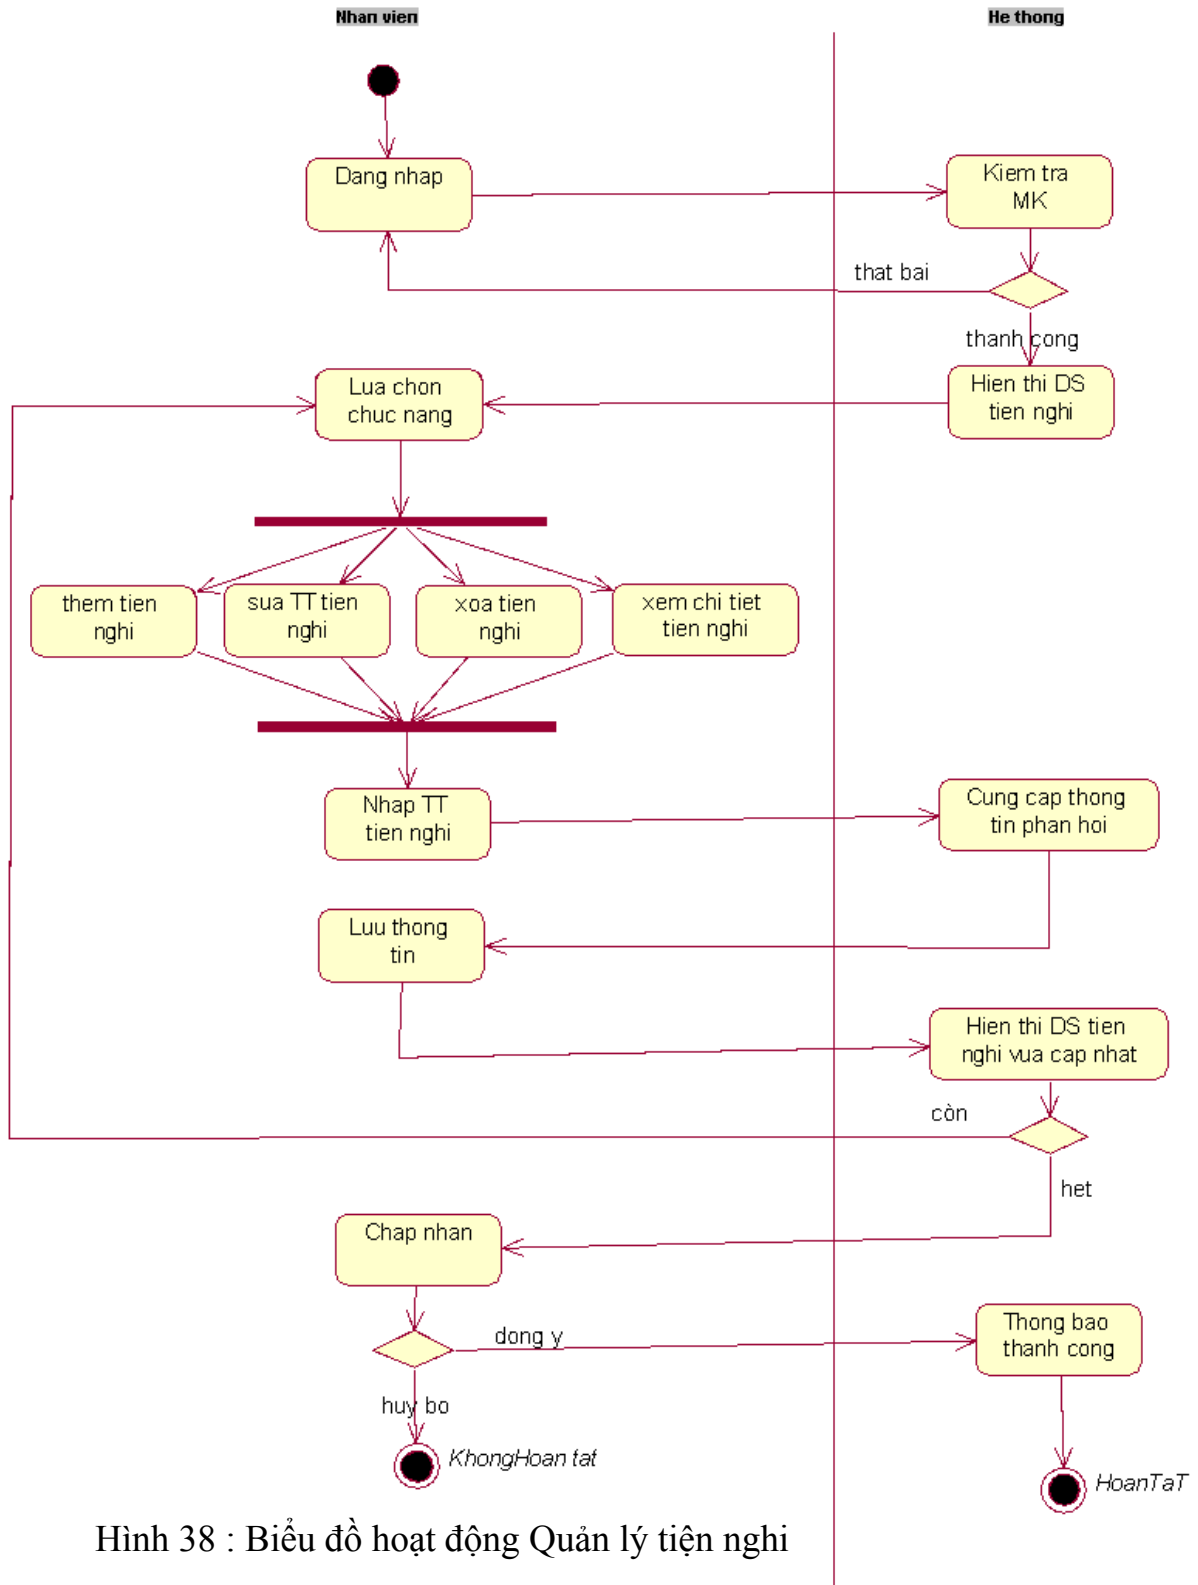 Nhan vien
He thong
Dang nhap
Kiem tra
MK
that bai
thanh cong
Lua chon
chuc nang
Hien thi DS
tien nghi
them tien
nghi
sua TT tien
nghi
xoa tien
nghi
xem chi tiet
tien nghi
Nhap TT
tien nghi
Cung cap thong
tin phan hoi
Luu thong
tin
Hien thi DS tien
nghi vua cap nhat
còn
het
Chap nhan
dong y
Thong bao
thanh cong
huy bo
KhongHoan tat
HoanTaT
Hình 38 : Biểu đồ hoạt động Quản lý tiện nghi